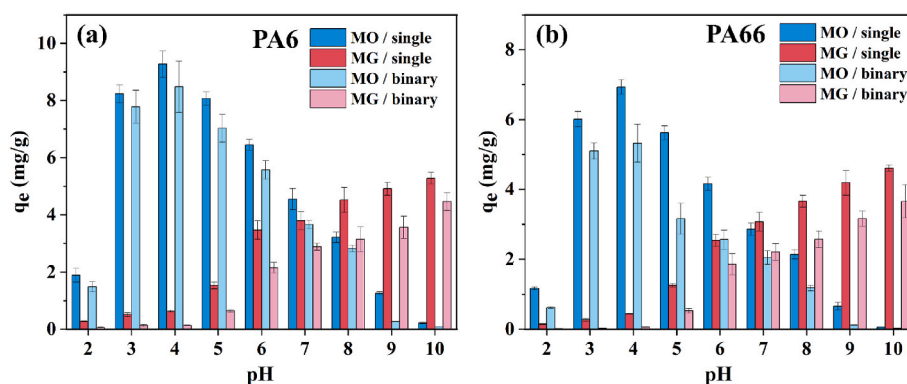 (a) PA6
MO / single
MG / single
MO / binary
MG / binary
10
8
6
4
2
0
qe (mg/g)
2 3 4 5 6 7 8 9 10
pH
(b) PA66
MO / single
MG / single
MO / binary
MG / binary
8
6
4
2
0
qe (mg/g)
2 3 4 5 6 7 8 9 10
pH